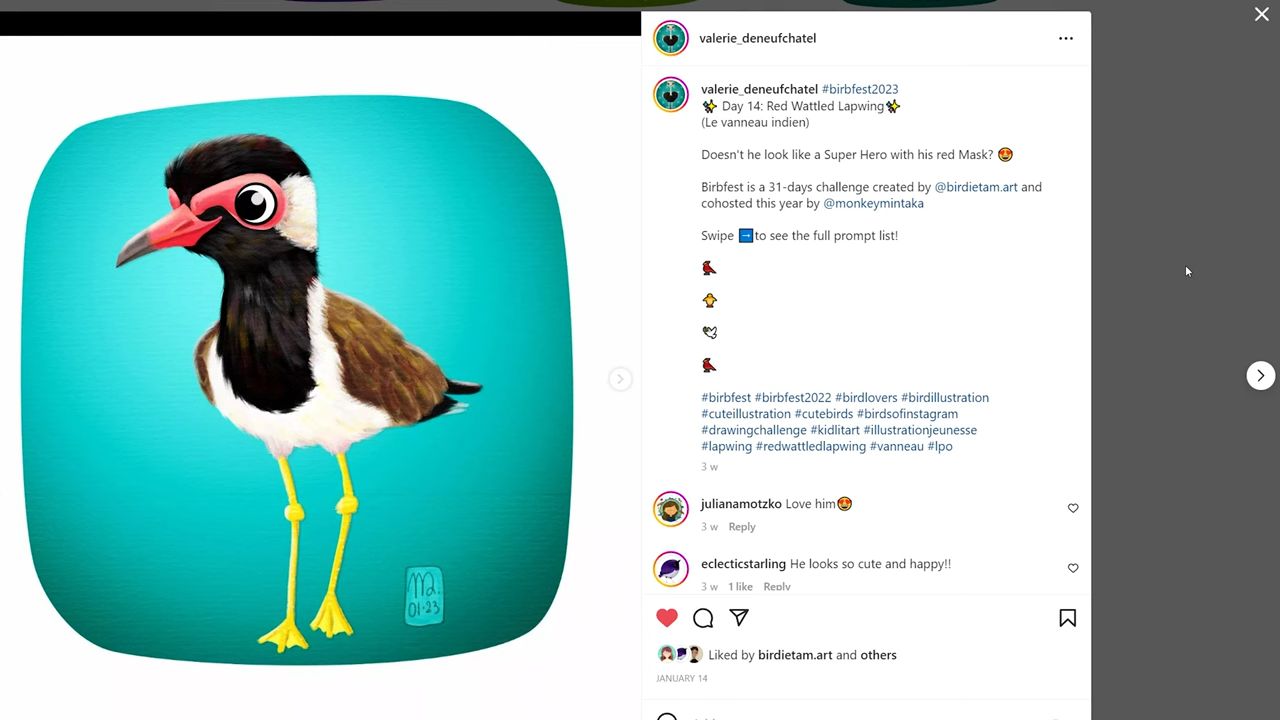 valerie_deneufchatel
valerie_deneufchatel #birbfest2023
✨ Day 14: Red Wattled Lapwing✨
(Le vanneau indien)
Doesn't he look like a Super Hero with his red Mask? 😍
Birbfest is a 31-days challenge created by @birdietam.art and
cohosted this year by @monkeymintaka
Swipe ➡️to see the full prompt list!
#birbfest #birbfest2022 #birdlovers #birdillustration
#cuteillustration #cutebirds #birdsofinstagram
#drawingchallenge #kidlitart #illustrationjeunesse
#lapwing #redwattledlapwing #vanneau #lpo
3 w
julianamotzko Love him😍
3 w Reply
eclecticstarling He looks so cute and happy!!
3 w 1 like Reply
Liked by birdietam.art and others
JANUARY 14
01·23